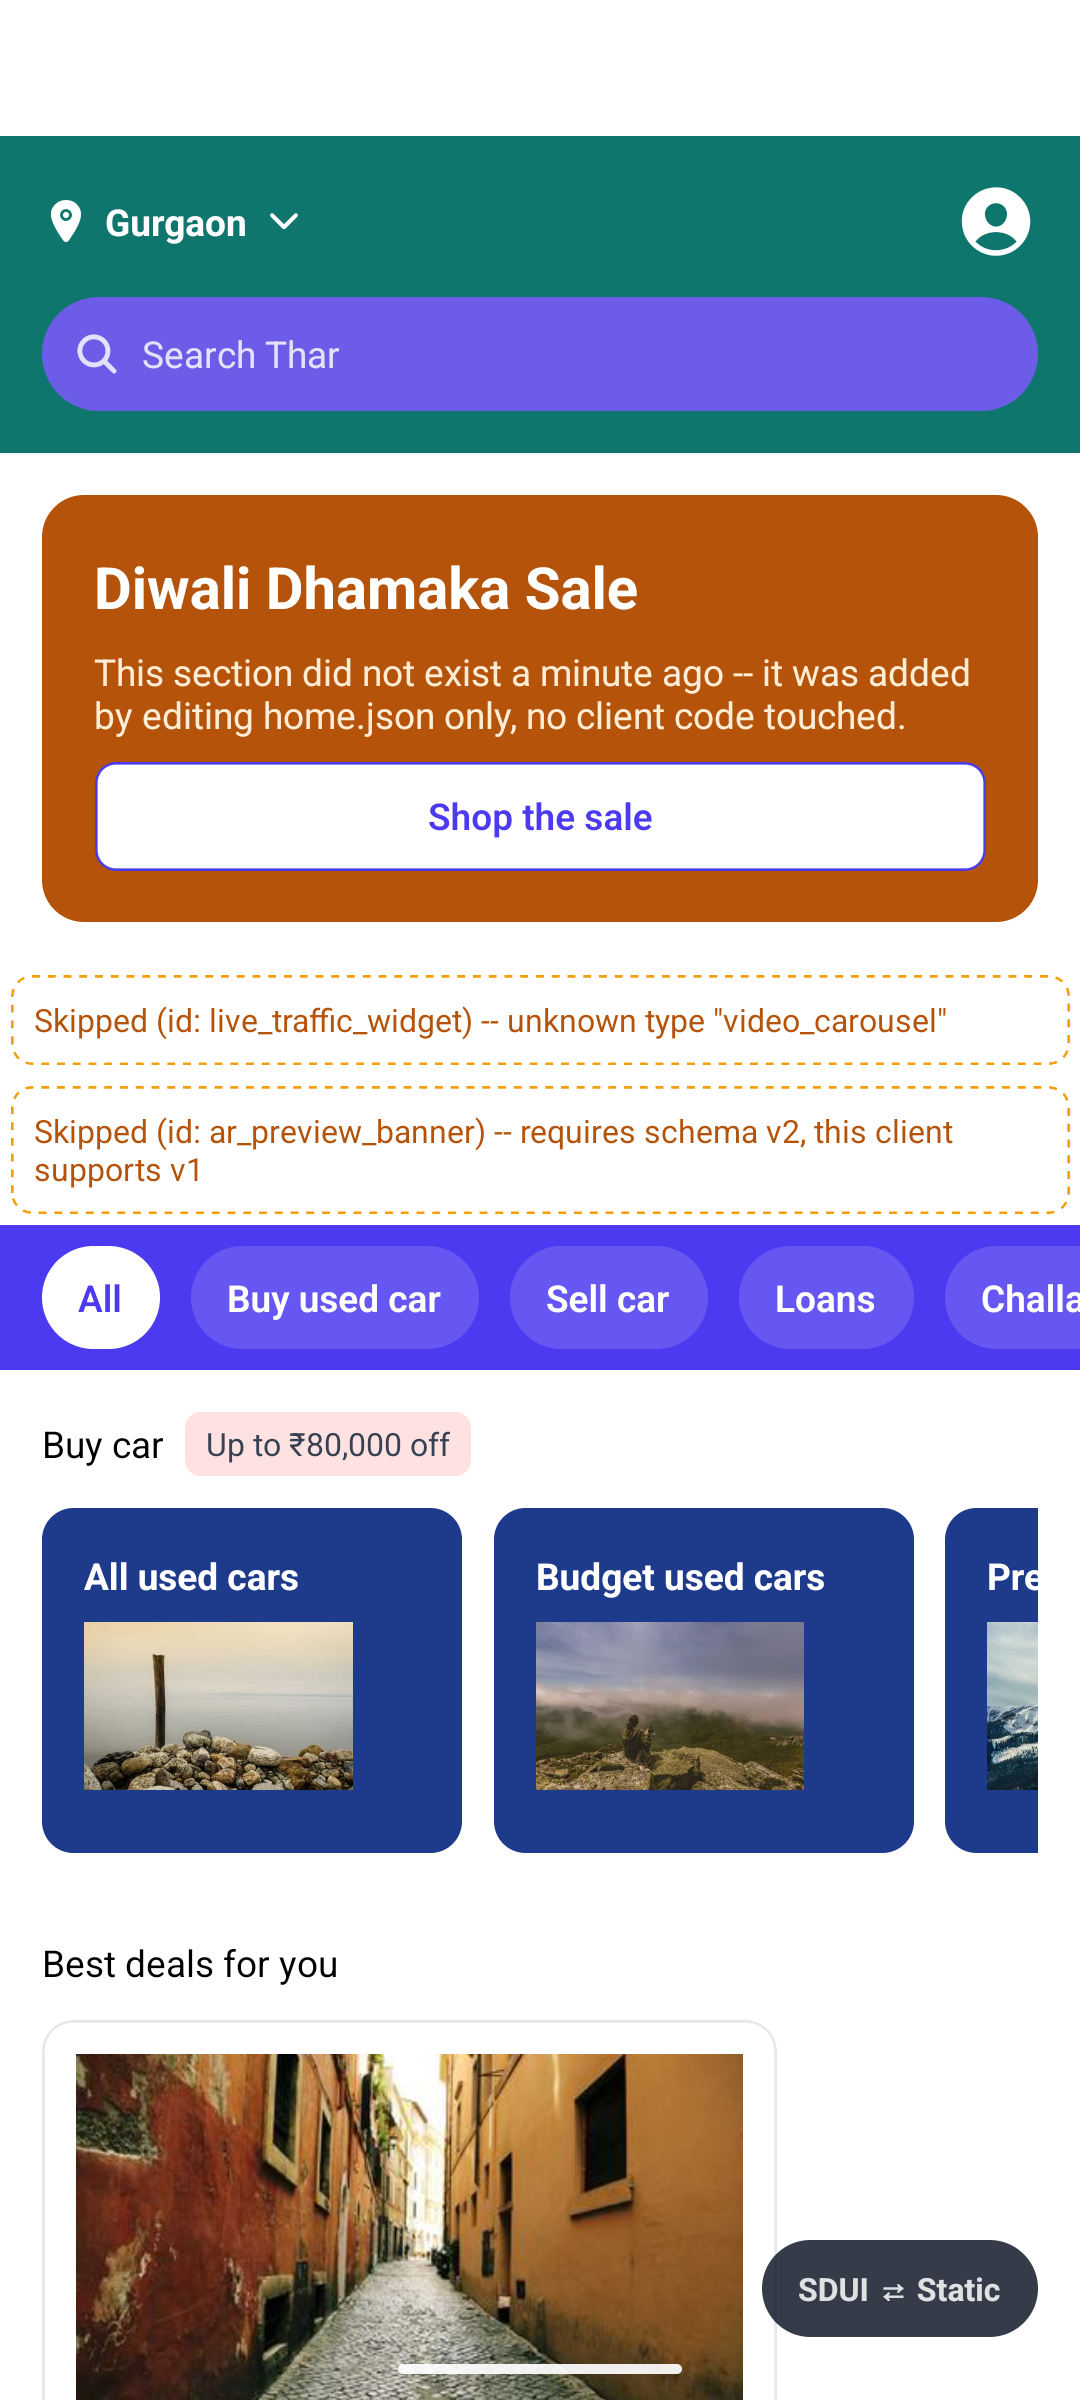 Gurgaon
Search Thar
Diwali Dhamaka Sale
This section did not exist a minute ago -- it was added
by editing home.json only, no client code touched.
Shop the sale
Skipped (id: live_traffic_widget) -- unknown type "video_carousel"
Skipped (id: ar_preview_banner) -- requires schema v2, this client
supports v1
All
Buy used car
Sell car
Loans
Challa
Buy car
Up to ₹80,000 off
All used cars
Budget used cars
Pre
Best deals for you
SDUI ⇄ Static